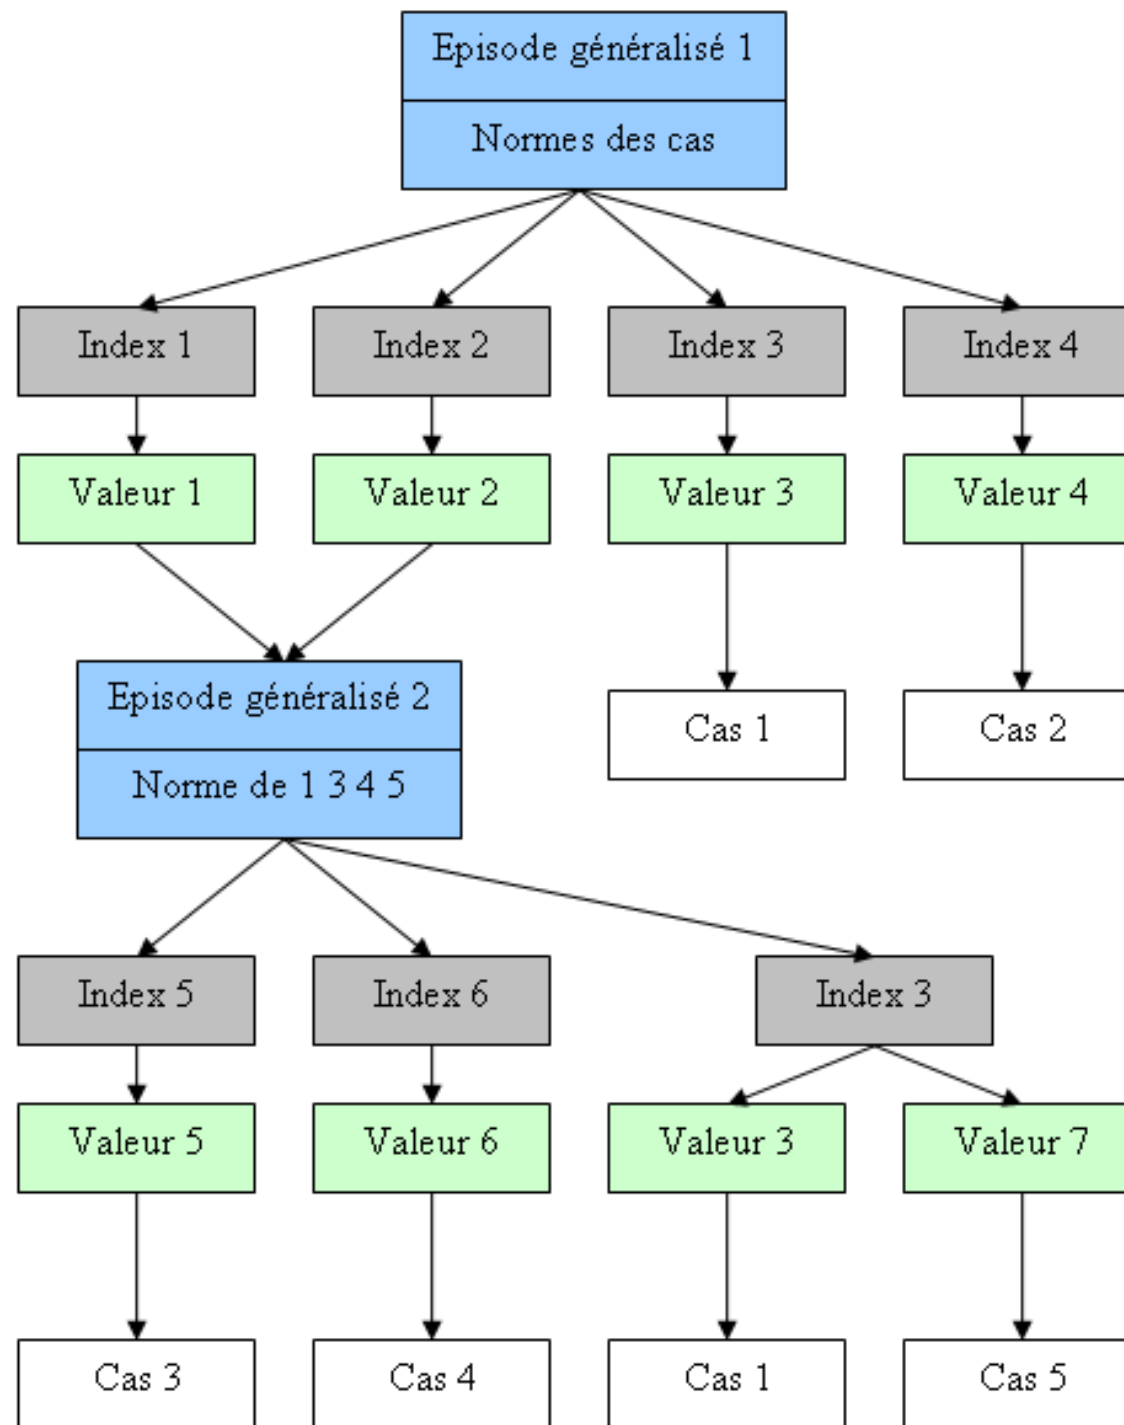 Episode généralisé 1
Normes des cas
Index 1
Index 2
Index 3
Index 4
Valeur 1
Valeur 2
Valeur 3
Valeur 4
Episode généralisé 2
Norme de 1 3 4 5
Cas 1
Cas 2
Index 5
Index 6
Index 3
Valeur 5
Valeur 6
Valeur 3
Valeur 7
Cas 3
Cas 4
Cas 1
Cas 5